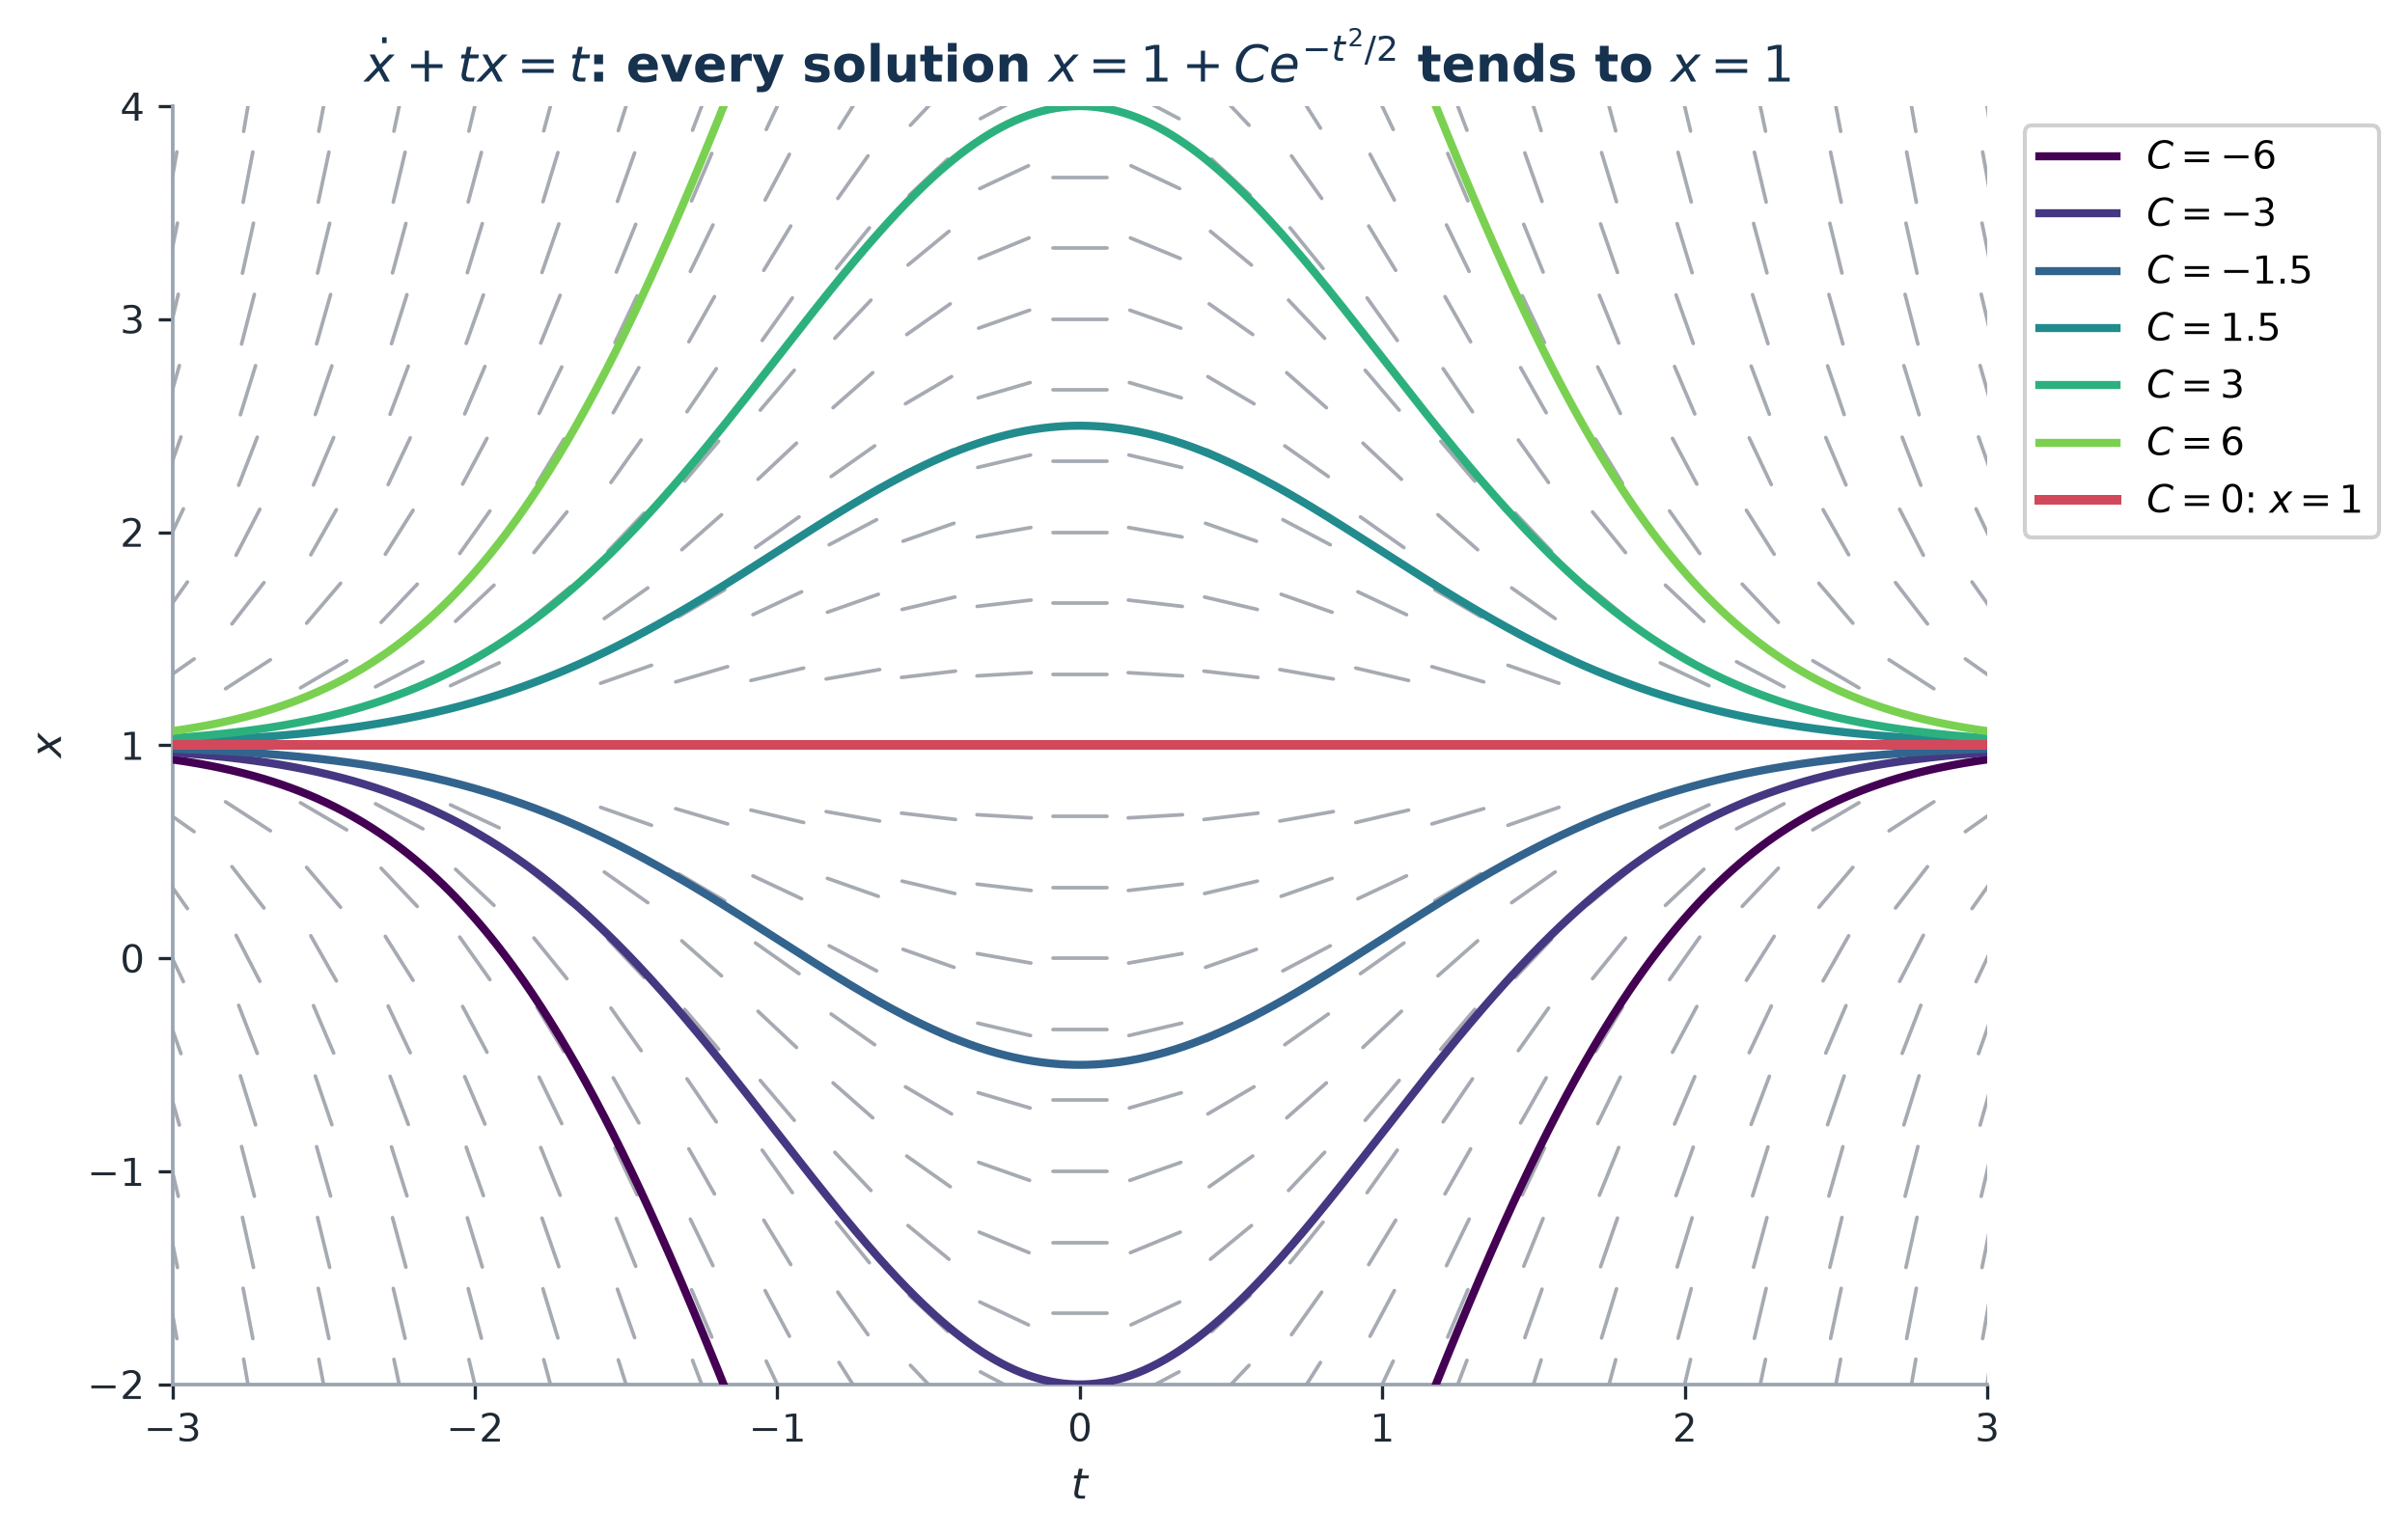 ẋ + tx = t: every solution x = 1 + Ce^{−t²/2} tends to x = 1
4
3
2
1
0
−1
−2
x
−3
−2
−1
0
1
2
3
t
C = −6
C = −3
C = −1.5
C = 1.5
C = 3
C = 6
C = 0: x = 1